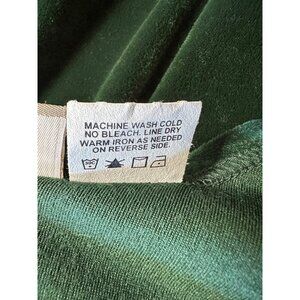 MACHINE WASH COLD
NO BLEACH. LINE DRY
WARM IRON AS NEEDED
ON REVERSE SIDE.